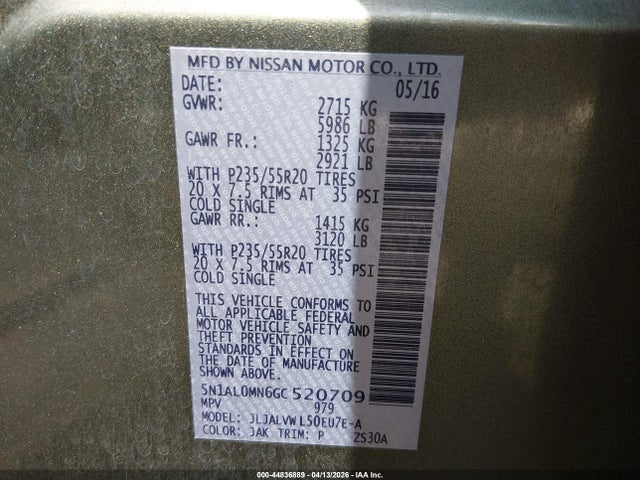 MFD BY NISSAN MOTOR CO., LTD.
DATE: 05/16
GVWR: 2715 KG
5986 LB
GAWR FR.: 1325 KG
2921 LB
WITH P235/55R20 TIRES
20 X 7.5 RIMS AT 35 PSI
COLD SINGLE
GAWR RR.: 1415 KG
3120 LB
WITH P235/55R20 TIRES
20 X 7.5 RIMS AT 35 PSI
COLD SINGLE
THIS VEHICLE CONFORMS TO
ALL APPLICABLE FEDERAL
MOTOR VEHICLE SAFETY AND
THEFT PREVENTION
STANDARDS IN EFFECT ON
THE DATE OF MANUFACTURE
SHOWN ABOVE.
5N1AL0MN6GC 520709
MPV 979
MODEL: JLJALVWL50EU7E-A
COLOR: JAK TRIM: P ZS30A
000-44836889 - 04/13/2026 - IAA Inc.